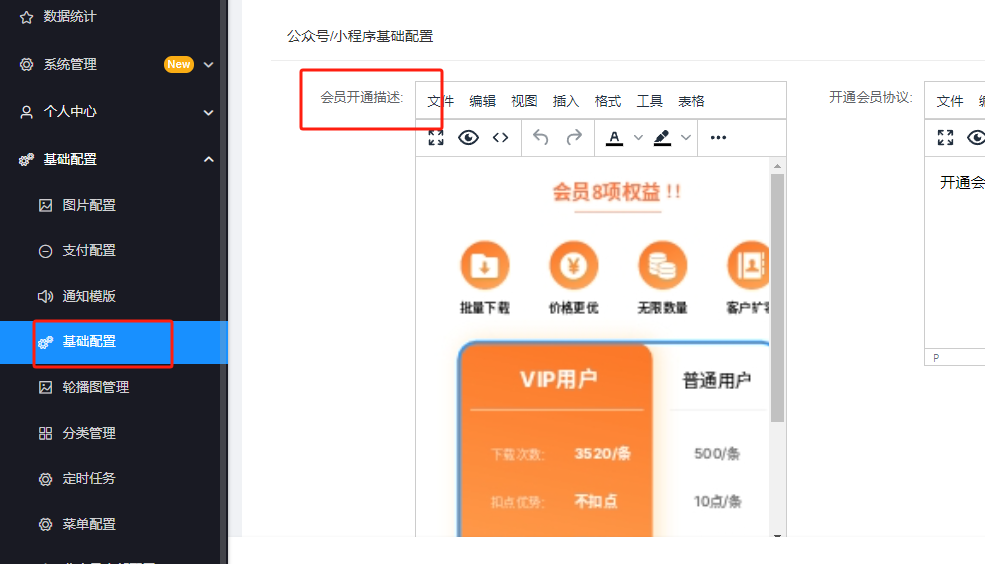 数据统计
系统管理 New
个人中心
基础配置
图片配置
支付配置
通知模版
基础配置
轮播图管理
分类管理
定时任务
菜单配置
公众号/小程序基础配置
会员开通描述:
文件 编辑 视图 插入 格式 工具 表格
A
会员8项权益 !!
批量下载 价格更优 无限数量 客户扩
VIP用户 普通用户
下载次数: 3520/条 500/条
扣点优势: 不扣点 10点/条
开通会员协议:
文件
开通会
P